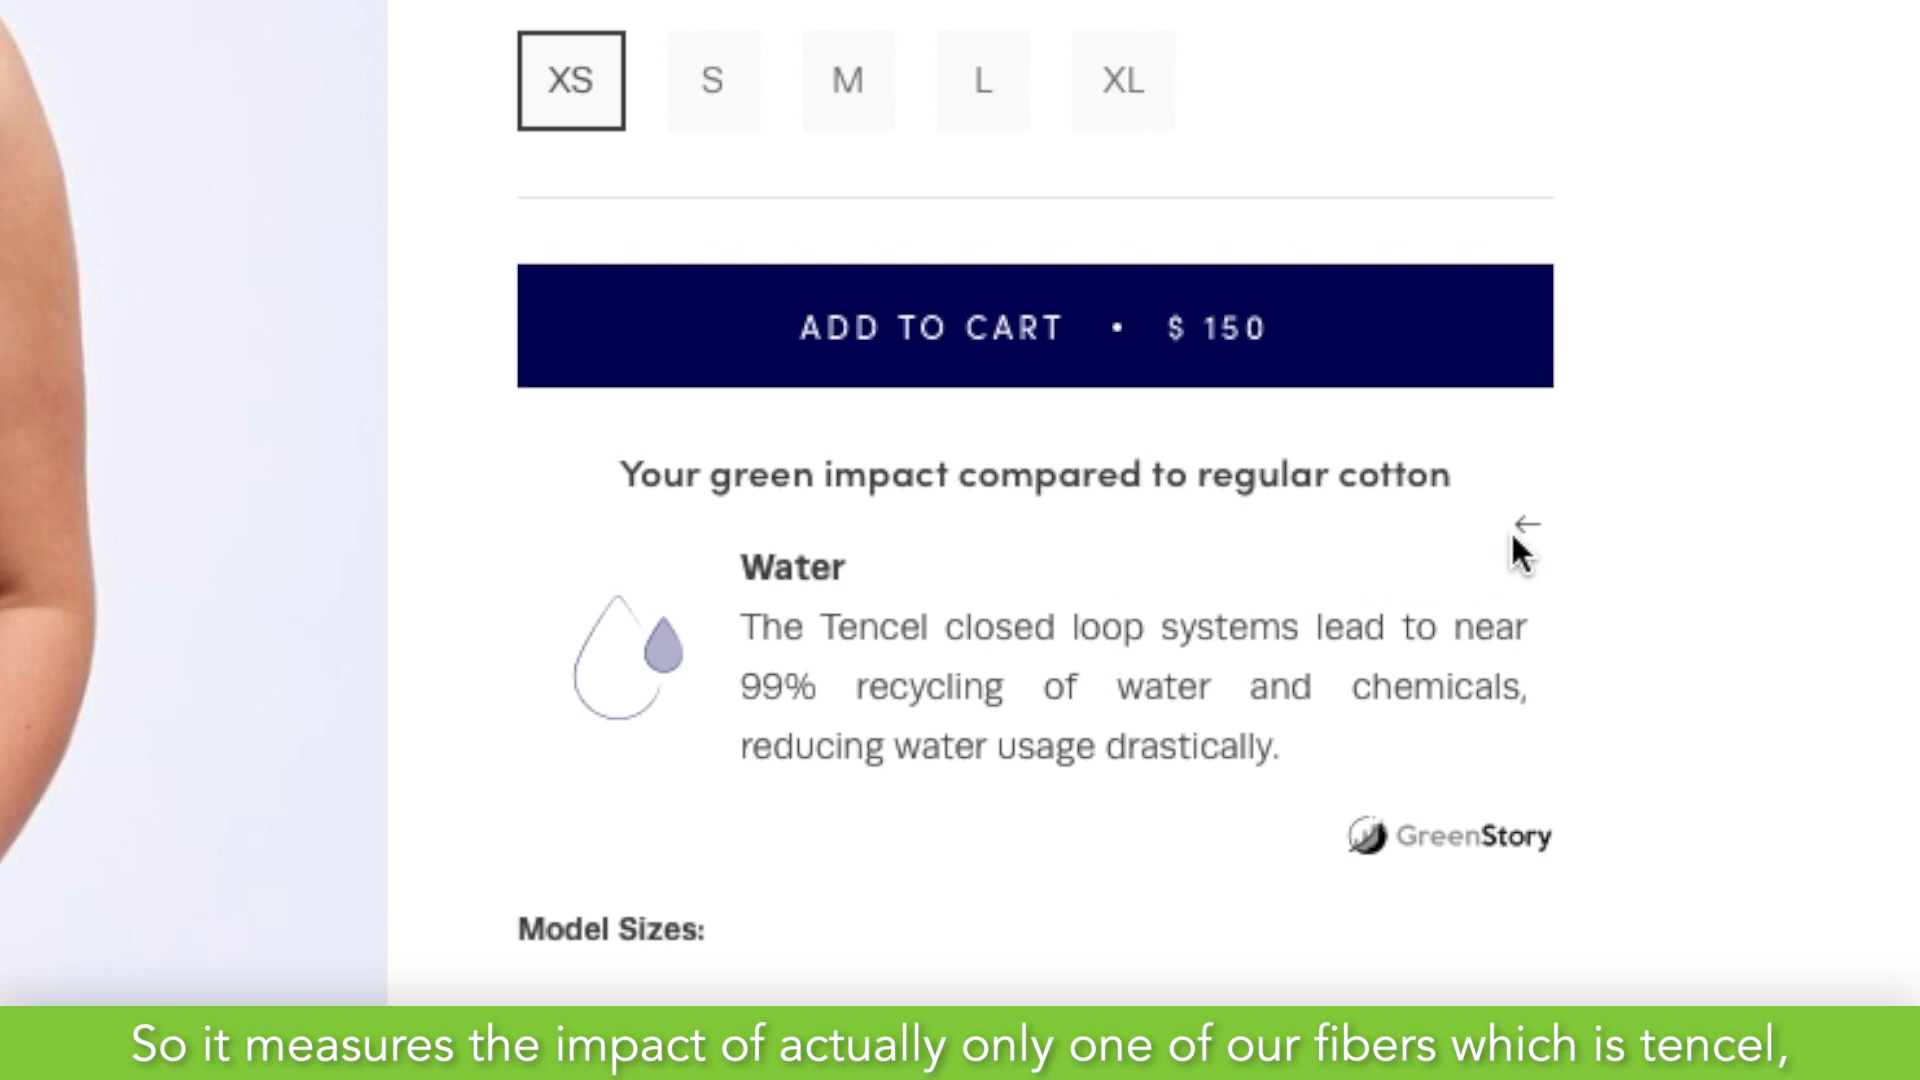 XS S M L XL
ADD TO CART • $ 150
Your green impact compared to regular cotton
Water
The Tencel closed loop systems lead to near
99% recycling of water and chemicals,
reducing water usage drastically.
GreenStory
Model Sizes:
So it measures the impact of actually only one of our fibers which is tencel,